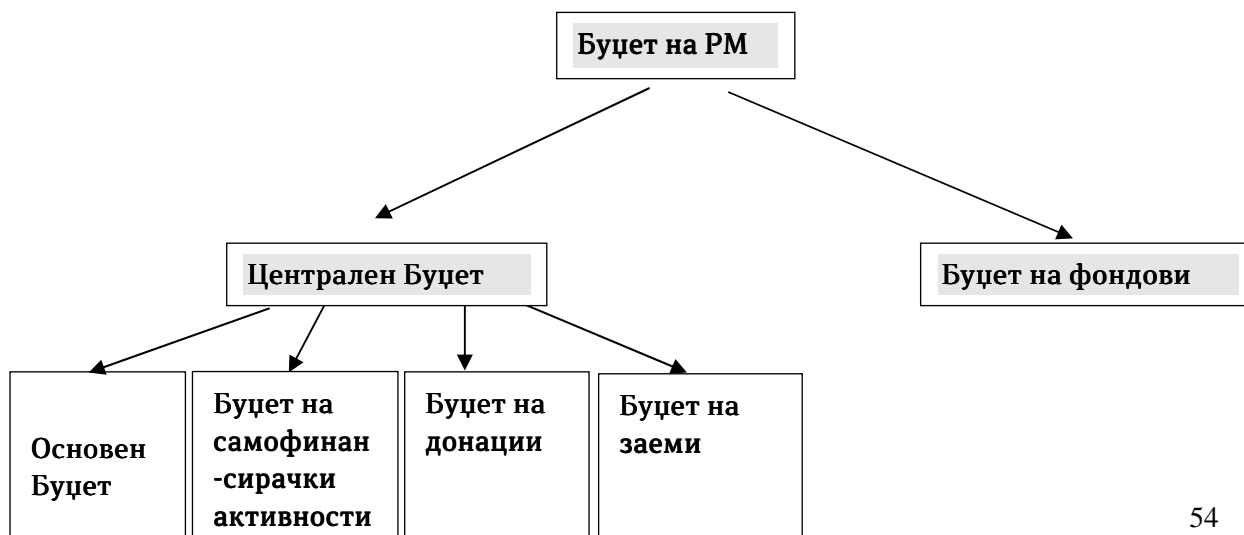 Буџет на РМ
Централен Буџет
Буџет на фондови
Основен
Буџет
Буџет на
самофинан
-сирачки
активности
Буџет на
донации
Буџет на
заеми
54